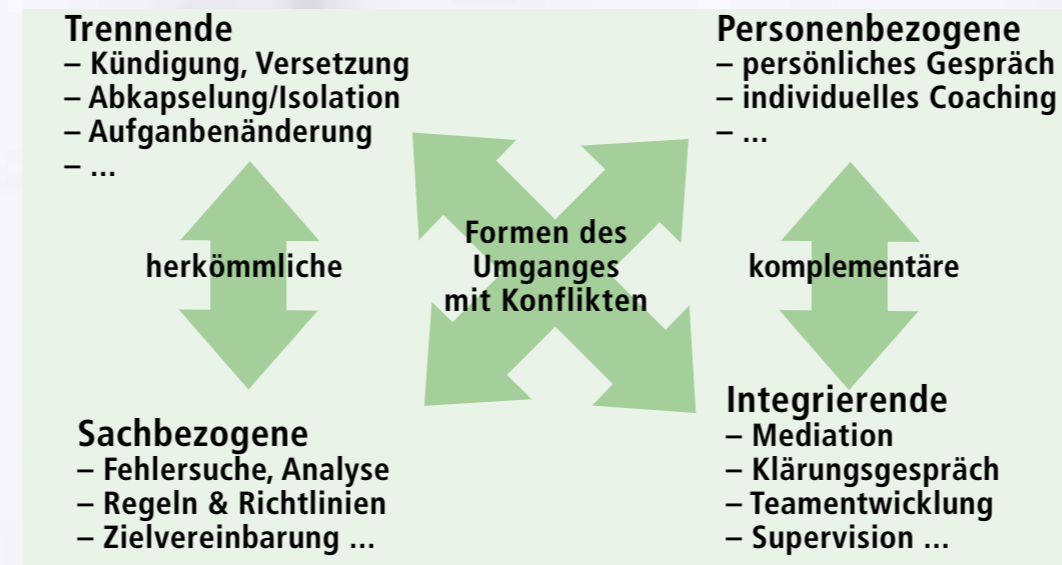 Trennende
– Kündigung, Versetzung
– Abkapselung/Isolation
– Aufganbenänderung
– ...
Personenbezogene
– persönliches Gespräch
– individuelles Coaching
– ...
herkömmliche
Formen des
Umganges
mit Konflikten
komplementäre
Sachbezogene
– Fehlersuche, Analyse
– Regeln & Richtlinien
– Zielvereinbarung ...
Integrierende
– Mediation
– Klärungsgespräch
– Teamentwicklung
– Supervision ...